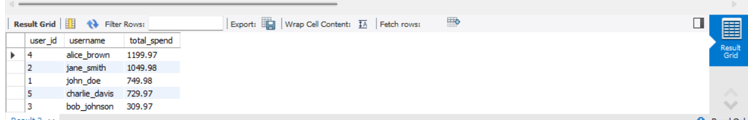 Result Grid Filter Rows: Export: Wrap Cell Content: Fetch rows:
user_id username total_spend
4 alice_brown 1199.97
2 jane_smith 1049.98
1 john_doe 749.98
5 charlie_davis 729.97
3 bob_johnson 309.97
Result
Grid